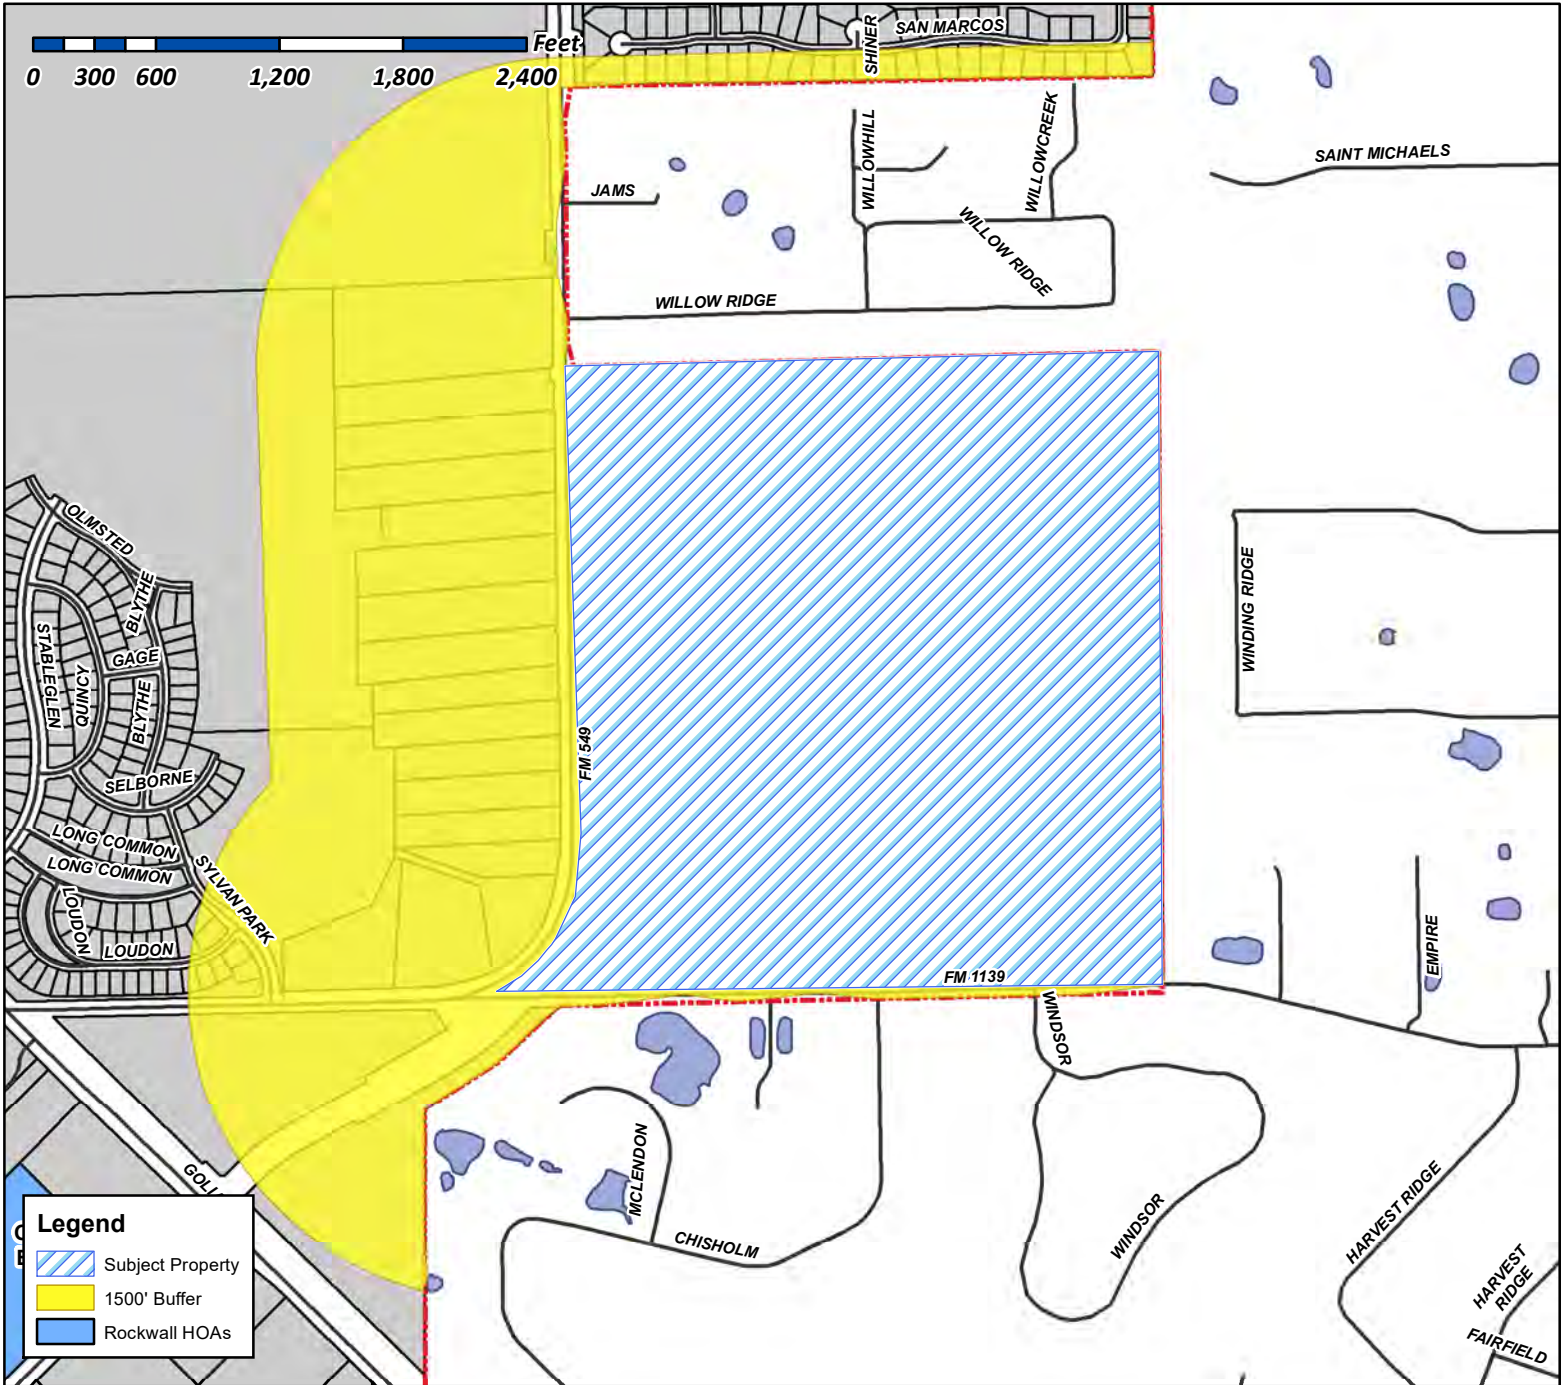 SAN MARCOS
SHINER
Feet
0 300 600 1,200 1,800 2,400
WILLOWHILL
WILLOWCREEK
SAINT MICHAELS
JAMS
WILLOW RIDGE
WILLOW RIDGE
OLMSTED
BLYTHE
WINDING RIDGE
STABLEGLEN
QUINCY
GAGE
BLYTHE
FM 549
SELBORNE
LONG COMMON
LONG COMMON
SYLVAN PARK
LOUDON
LOUDON
FM 1139
EMPIRE
WINDSOR
MCLENDON
CHISHOLM
WINDSOR
HARVEST RIDGE
HARVEST
RIDGE
FAIRFIELD
Legend
Subject Property
1500' Buffer
Rockwall HOAs